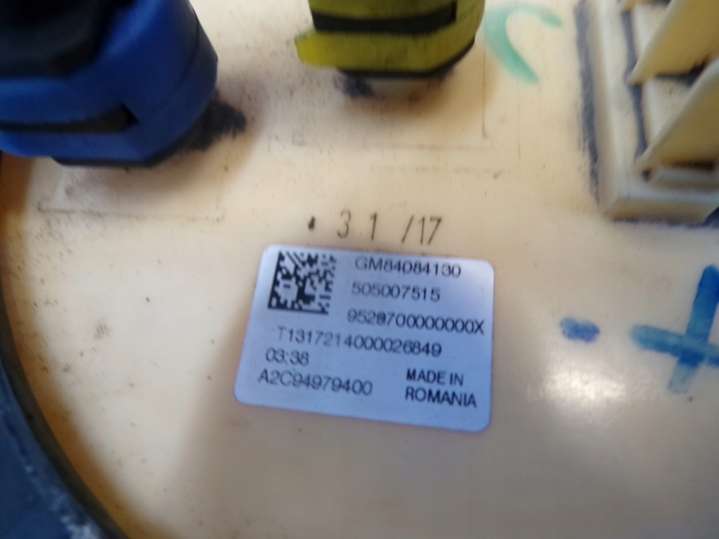 31/17
GM84084130
505007515
9528700000000X
T1317214000026849
03:38
A2C94979400
MADE IN
ROMANIA
- +